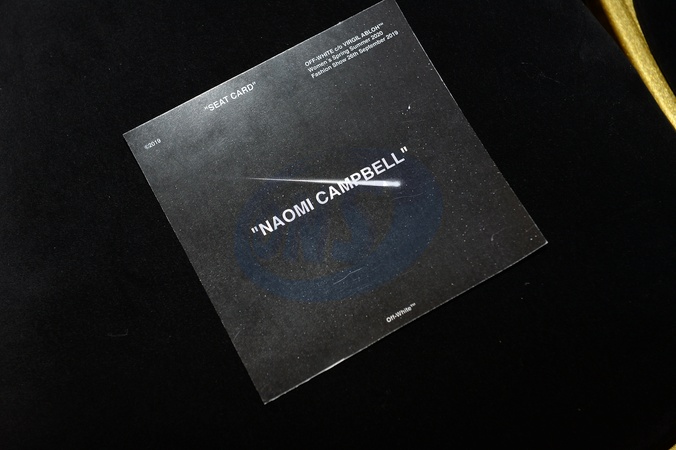 OFF-WHITE c/o VIRGIL ABLOH™
Women's Spring Summer 2020
Fashion Show 26th September 2019
"SEAT CARD"
©2019
"NAOMI CAMPBELL"
Off-White™